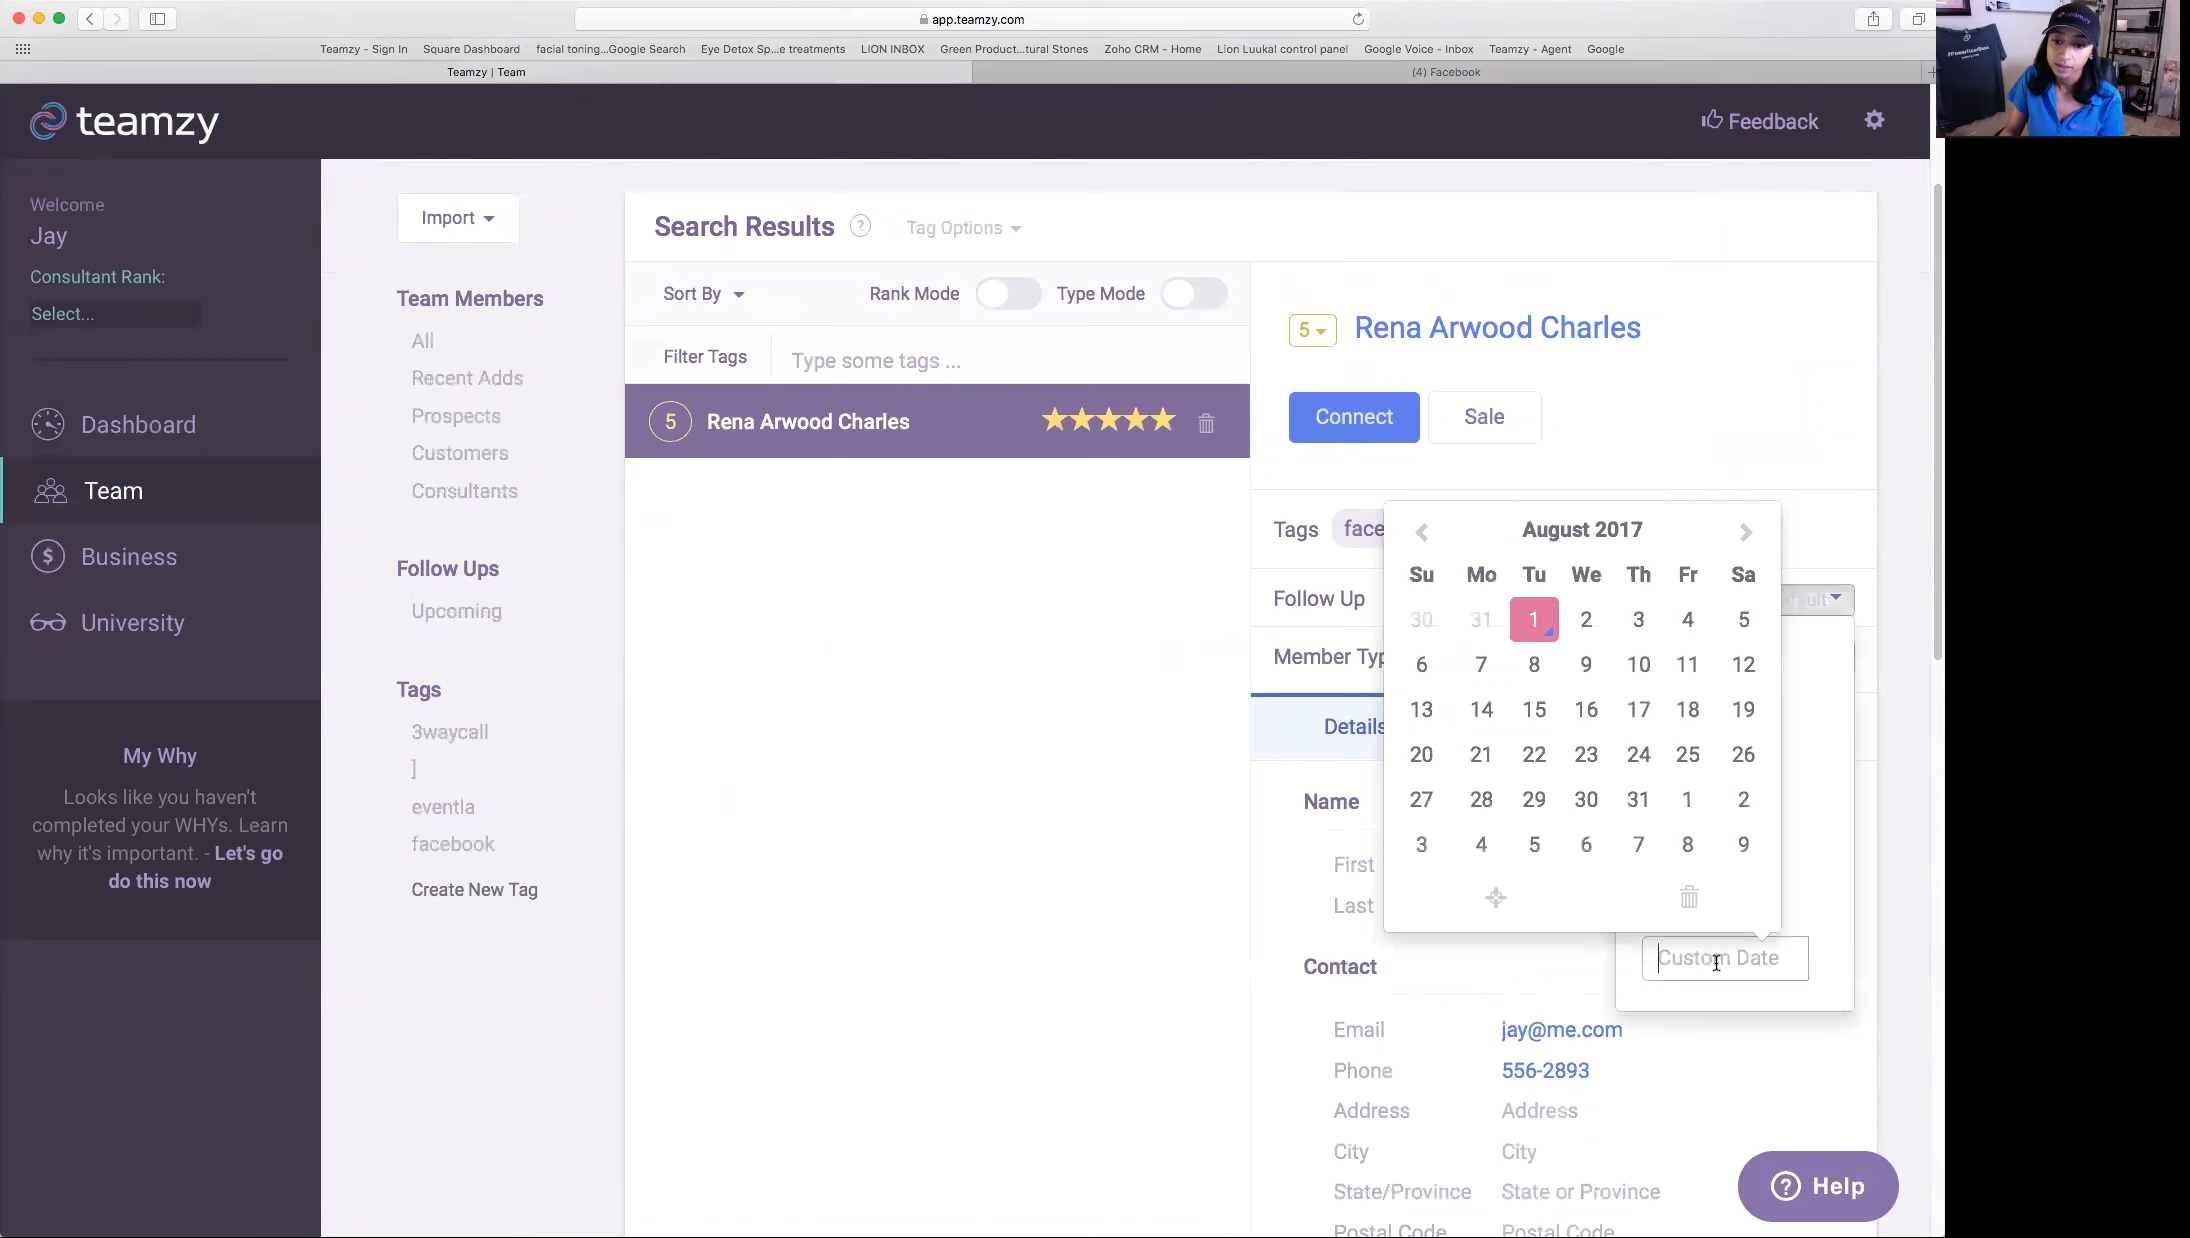 app.teamzy.com
Teamzy - Sign In
Square Dashboard
facial toning...Google Search
Eye Detox Sp...e treatments
LION INBOX
Green Product...tural Stones
Zoho CRM - Home
Lion Luukal control panel
Google Voice - Inbox
Teamzy - Agent
Google
Teamzy | Team
(4) Facebook
teamzy
Feedback
Welcome
Jay
Consultant Rank:
Select...
Dashboard
Team
Business
University
My Why
Looks like you haven't
completed your WHYs. Learn
why it's important. - Let's go
do this now
Import
Team Members
All
Recent Adds
Prospects
Customers
Consultants
Follow Ups
Upcoming
Tags
3waycall
]
eventla
facebook
Create New Tag
Search Results ?
Tag Options
Sort By
Rank Mode
Type Mode
Filter Tags
Type some tags ...
5 Rena Arwood Charles
5 Rena Arwood Charles
Connect
Sale
Tags face
Follow Up
Member Typ
Details
August 2017
Su Mo Tu We Th Fr Sa
30 31 1 2 3 4 5
6 7 8 9 10 11 12
13 14 15 16 17 18 19
20 21 22 23 24 25 26
27 28 29 30 31 1 2
3 4 5 6 7 8 9
Custom Date
Name
First
Last
Contact
Email jay@me.com
Phone 556-2893
Address Address
City City
State/Province State or Province
Postal Code Postal Code
? Help